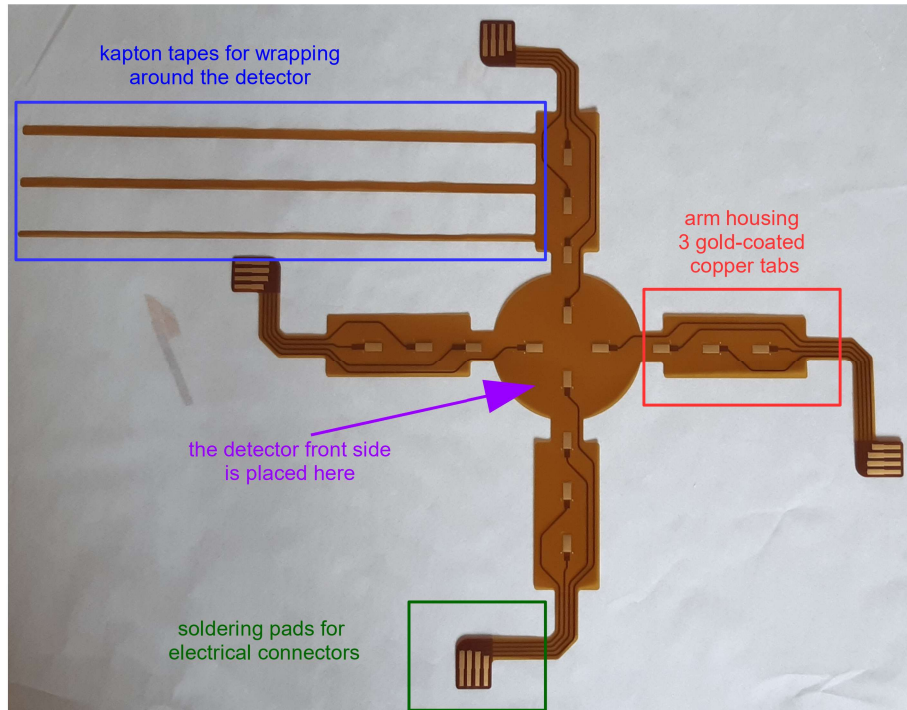 kapton tapes for wrapping
around the detector
arm housing
3 gold-coated
copper tabs
the detector front side
is placed here
soldering pads for
electrical connectors